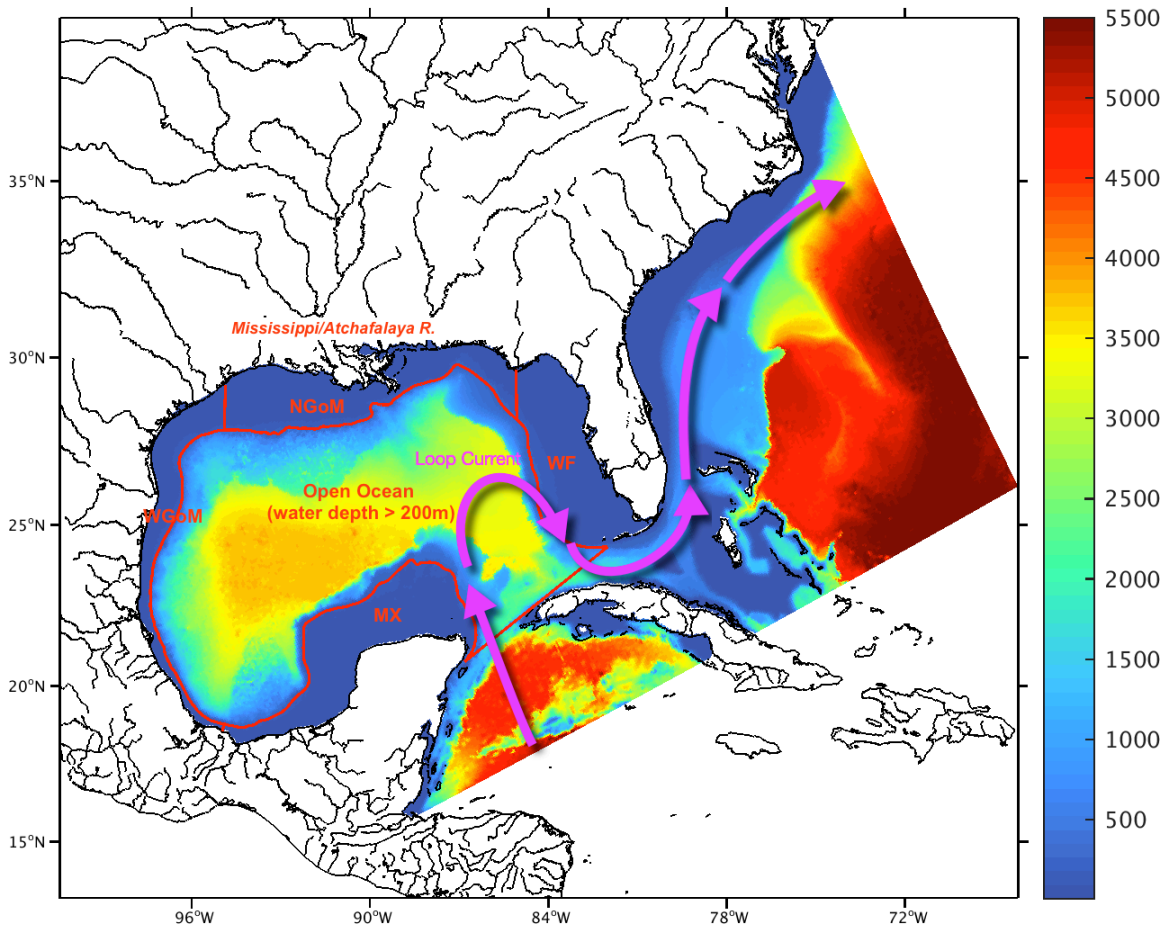 5500
5000
4500
4000
3500
3000
2500
2000
1500
1000
500
35°N
30°N
25°N
20°N
15°N
96°W
90°W
84°W
78°W
72°W
Mississippi/Atchafalaya R.
NGoM
Loop Current
WF
Open Ocean
(water depth > 200m)
WGoM
MX